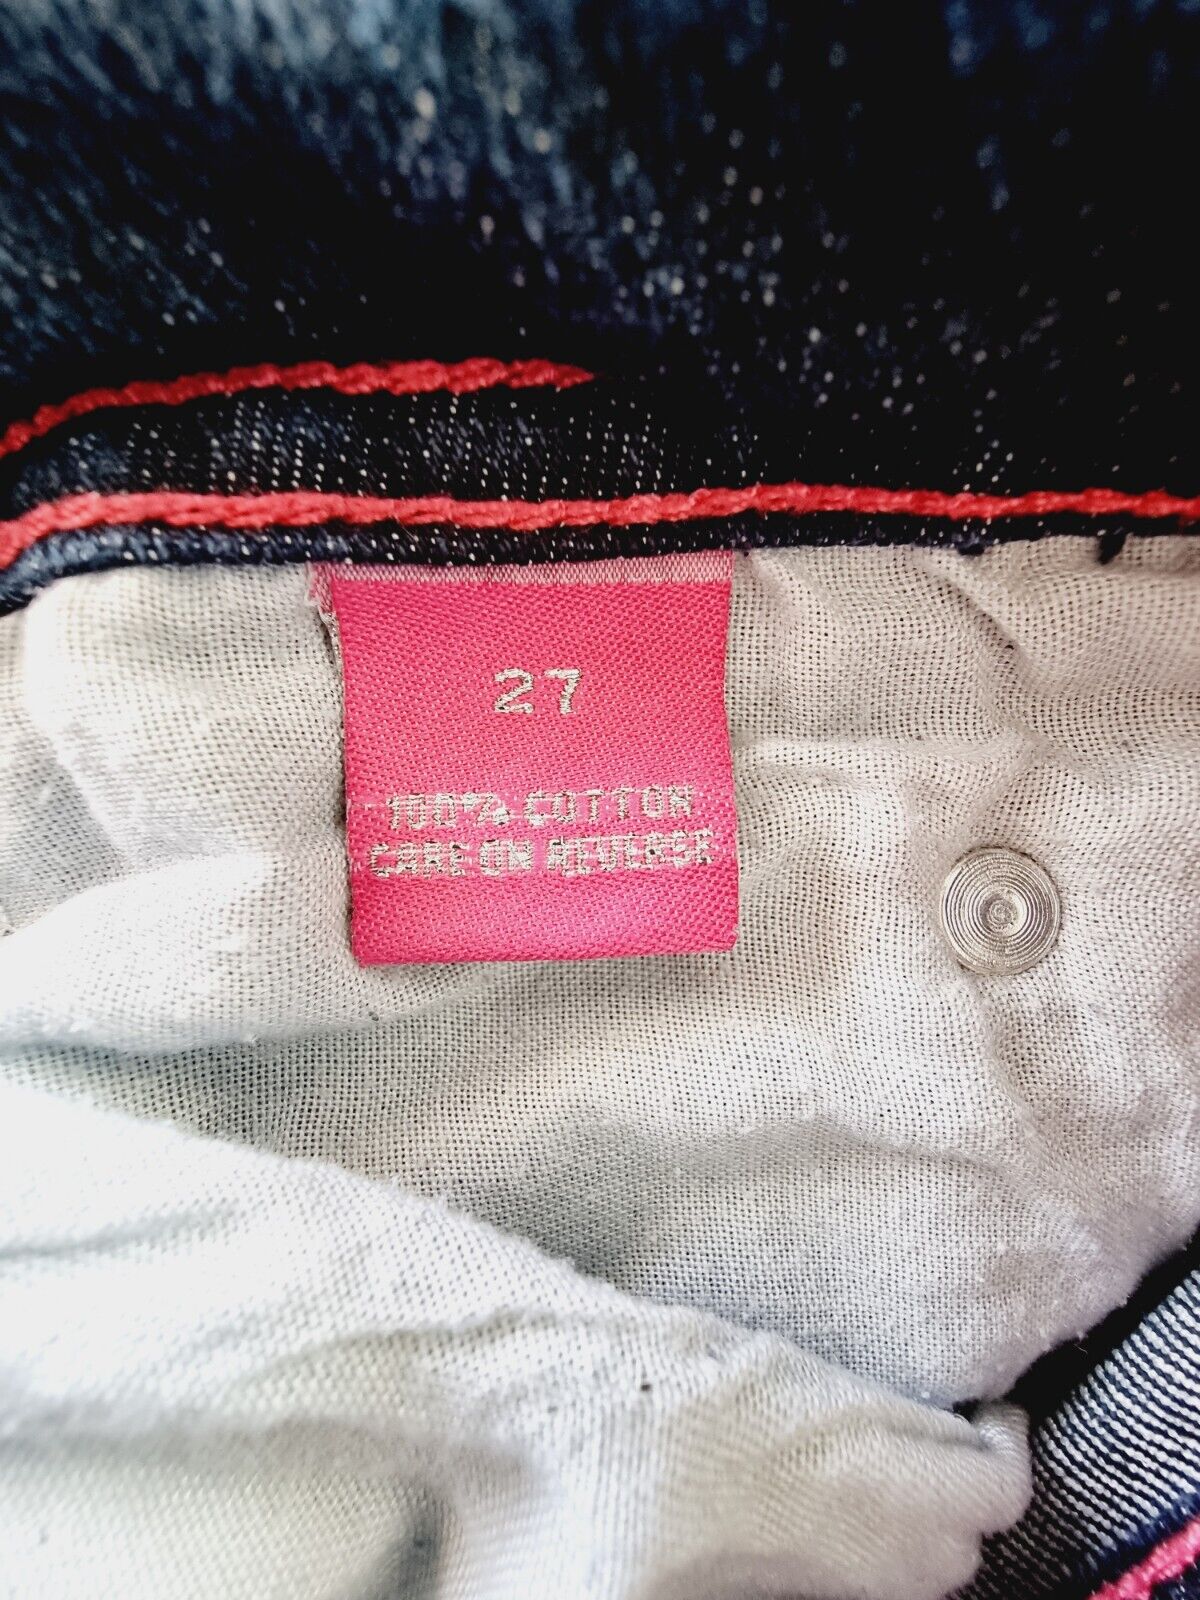 27
100% COTTON
CARE ON REVERSE